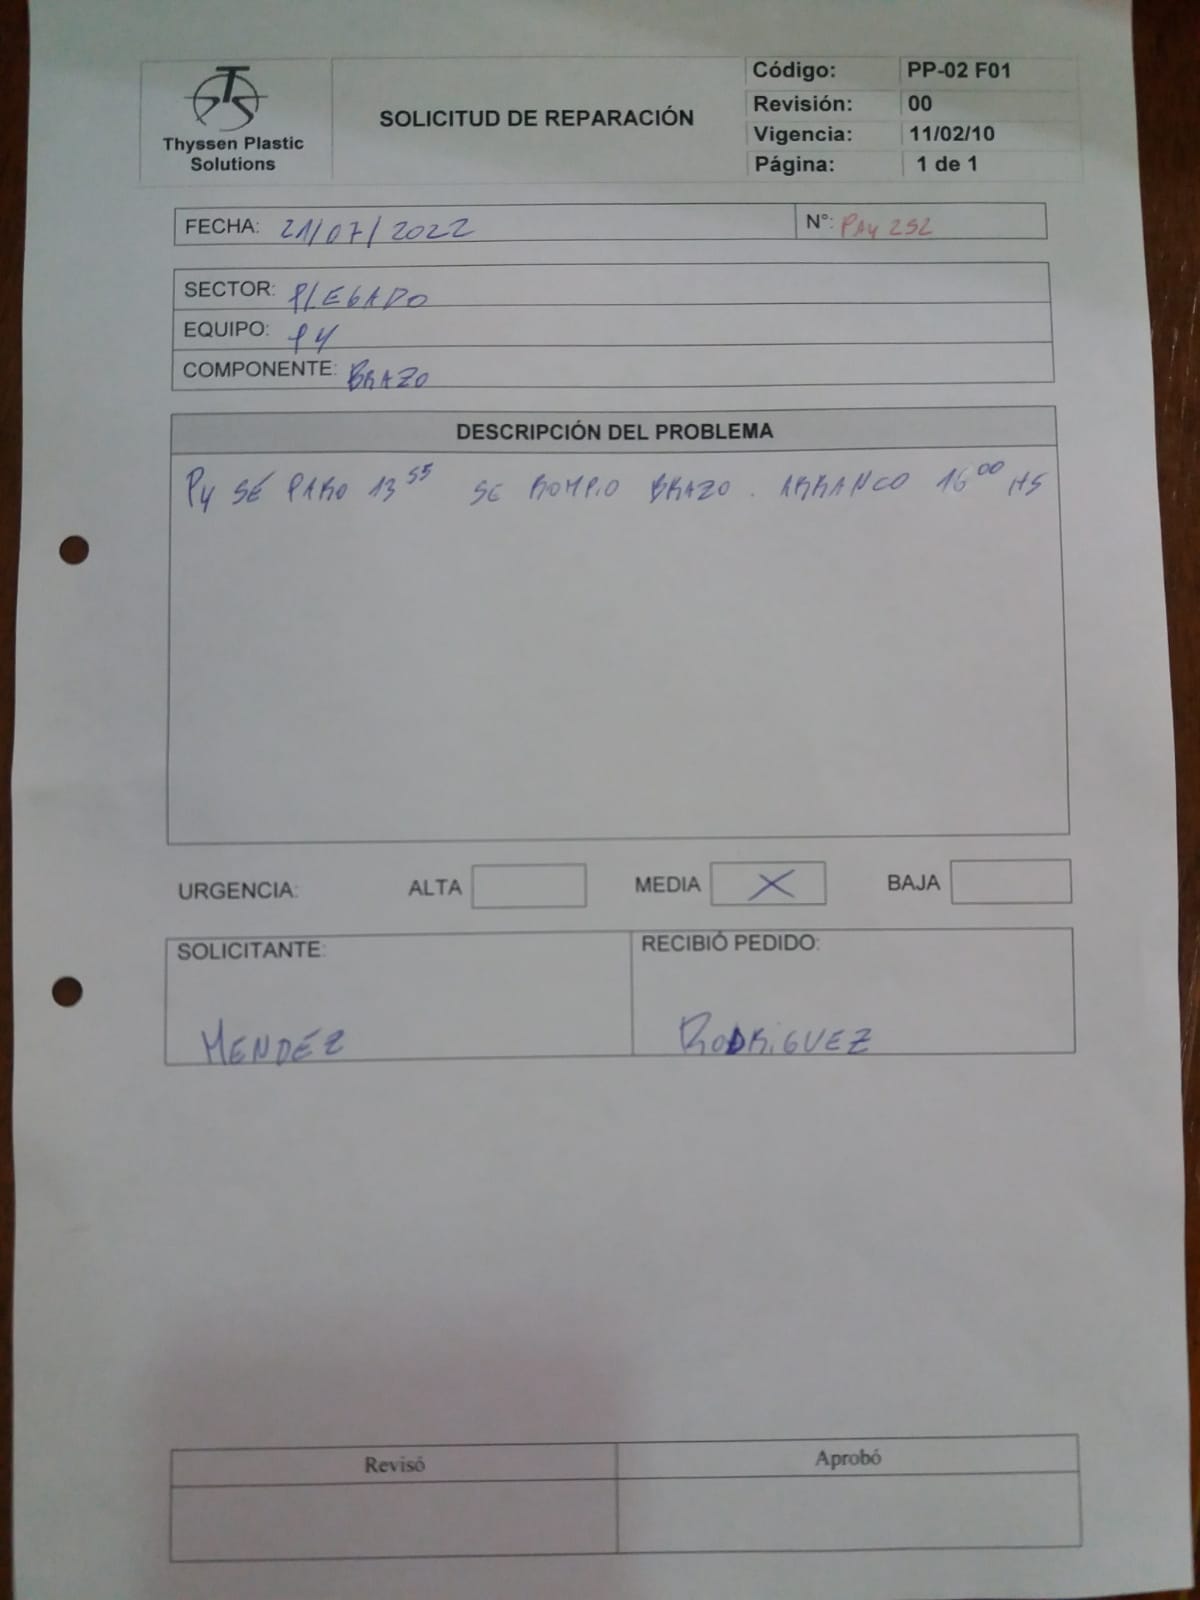 Thyssen Plastic
Solutions
SOLICITUD DE REPARACIÓN
Código: PP-02 F01
Revisión: 00
Vigencia: 11/02/10
Página: 1 de 1
FECHA: 21/07/2022 N°: PA4 252
SECTOR: PLEGADO
EQUIPO: P4
COMPONENTE: BRAZO
DESCRIPCIÓN DEL PROBLEMA
P4 SE PARO 13 55 SE ROMPIO BRAZO. ARRANCO 16 00 HS
URGENCIA: ALTA MEDIA X BAJA
SOLICITANTE: RECIBIÓ PEDIDO:
MENDEZ RODRIGUEZ
Revisó Aprobó